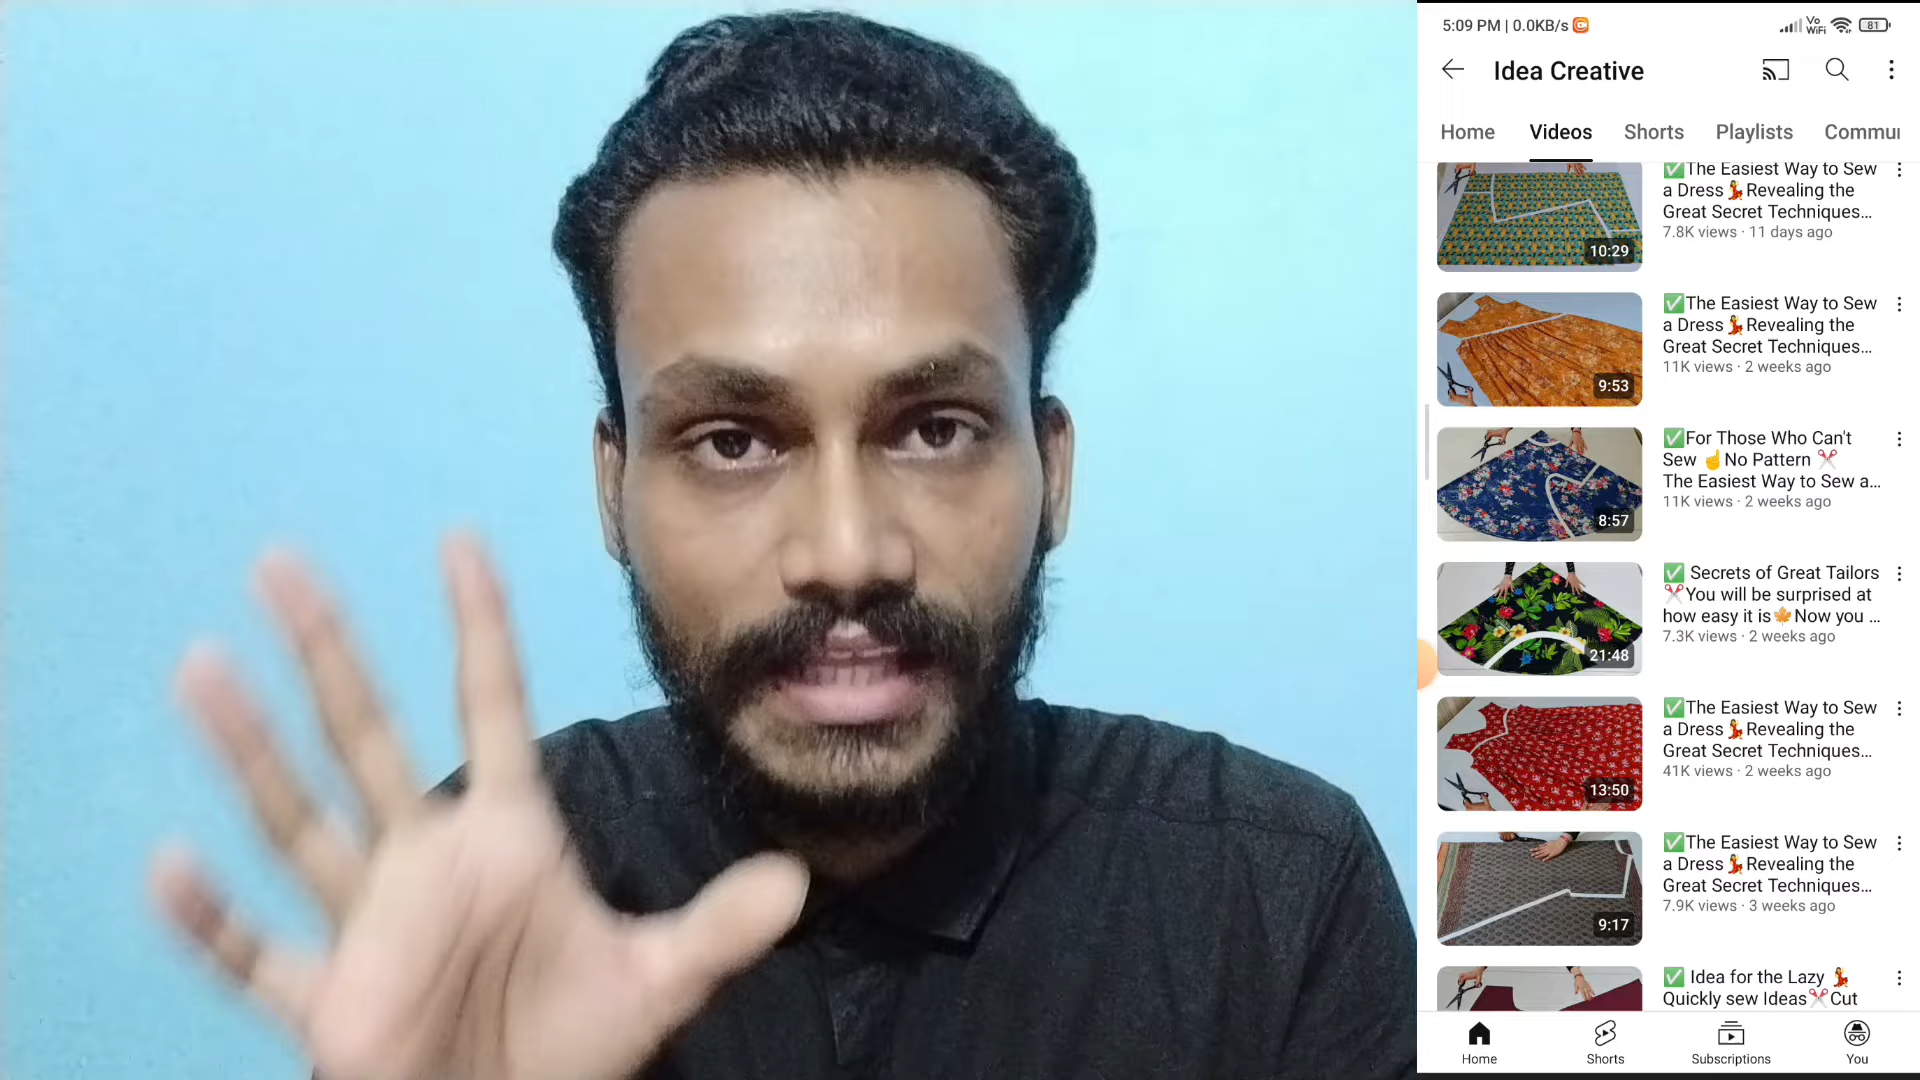 5:09 PM | 0.0KB/s
Vo
WiFi
81
Idea Creative
Home
Videos
Shorts
Playlists
Commu
✅The Easiest Way to Sew
a Dress💃Revealing the
Great Secret Techniques...
7.8K views · 11 days ago
10:29
✅The Easiest Way to Sew
a Dress💃Revealing the
Great Secret Techniques...
11K views · 2 weeks ago
9:53
✅For Those Who Can't
Sew ☝️No Pattern ✂️
The Easiest Way to Sew a...
11K views · 2 weeks ago
8:57
✅ Secrets of Great Tailors
✂️You will be surprised at
how easy it is🍁Now you ...
7.3K views · 2 weeks ago
21:48
✅The Easiest Way to Sew
a Dress💃Revealing the
Great Secret Techniques...
41K views · 2 weeks ago
13:50
✅The Easiest Way to Sew
a Dress💃Revealing the
Great Secret Techniques...
7.9K views · 3 weeks ago
9:17
✅ Idea for the Lazy 💃
Quickly sew Ideas✂️Cut
Home
Shorts
Subscriptions
You